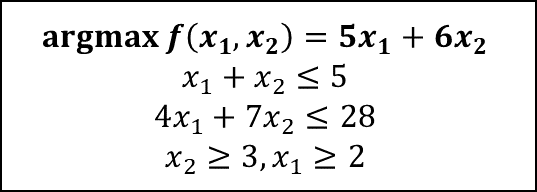 argmax f(x₁, x₂) = 5x₁ + 6x₂
x₁ + x₂ ≤ 5
4x₁ + 7x₂ ≤ 28
x₂ ≥ 3, x₁ ≥ 2